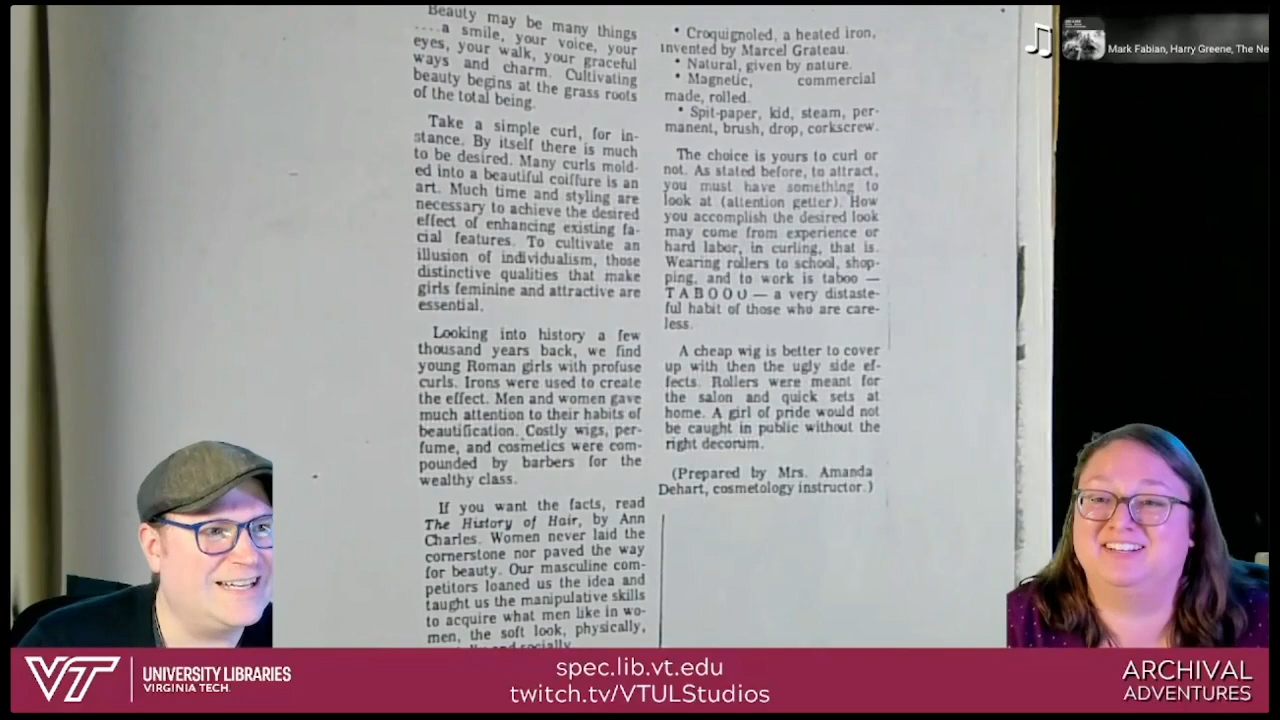 Beauty may be many things
....a smile, your voice, your
eyes, your walk, your graceful
ways and charm. Cultivating
beauty begins at the grass roots
of the total being.
Take a simple curl, for in-
stance. By itself there is much
to be desired. Many curls mold-
ed into a beautiful coiffure is an
art. Much time and styling are
necessary to achieve the desired
effect of enhancing existing fa-
cial features. To cultivate an
illusion of individualism, those
distinctive qualities that make
girls feminine and attractive are
essential.
Looking into history a few
thousand years back, we find
young Roman girls with profuse
curls. Irons were used to create
the effect. Men and women gave
much attention to their habits of
beautification. Costly wigs, per-
fume, and cosmetics were com-
pounded by barbers for the
wealthy class.
If you want the facts, read
The History of Hair, by Ann
Charles. Women never laid the
cornerstone nor paved the way
for beauty. Our masculine com-
petitors loaned us the idea and
taught us the manipulative skills
to acquire what men like in wo-
men, the soft look, physically,
and socially
• Croquignoled, a heated iron,
invented by Marcel Grateau.
• Natural, given by nature.
• Magnetic, commercial
made, rolled.
• Spit-paper, kid, steam, per-
manent, brush, drop, corkscrew.
The choice is yours to curl or
not. As stated before, to attract,
you must have something to
look at (attention getter). How
you accomplish the desired look
may come from experience or
hard labor, in curling, that is.
Wearing rollers to school, shop-
ping, and to work is taboo —
T A B O O O — a very distaste-
ful habit of those who are care-
less.
A cheap wig is better to cover
up with then the ugly side ef-
fects. Rollers were meant for
the salon and quick sets at
home. A girl of pride would not
be caught in public without the
right decorum.
(Prepared by Mrs. Amanda
Dehart, cosmetology instructor.)
Mark Fabian, Harry Greene, The Ne
VT UNIVERSITY LIBRARIES
VIRGINIA TECH.
spec.lib.vt.edu
twitch.tv/VTULStudios
ARCHIVAL
ADVENTURES